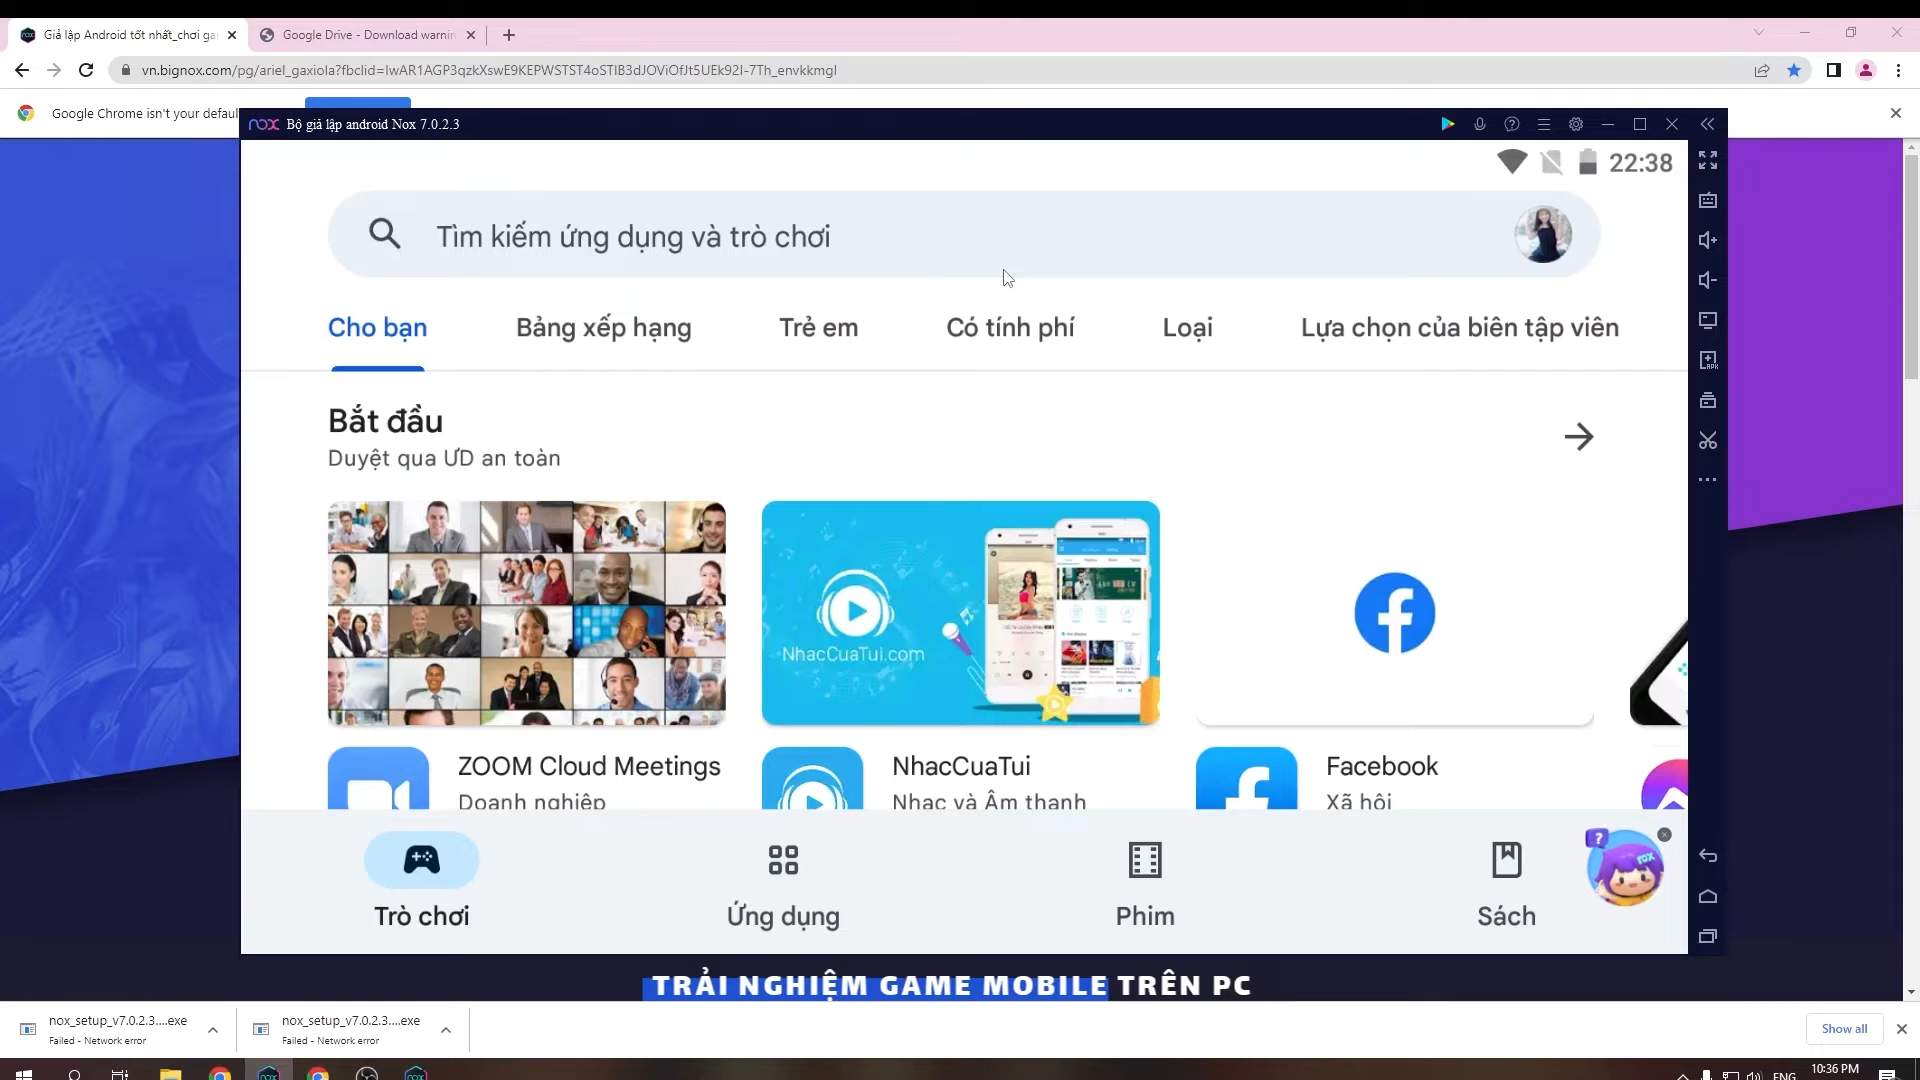 Giả lập Android tốt nhất_chơi ga
Google Drive - Download warnin
vn.bignox.com/pg/ariel_gaxiola?fbclid=IwAR1AGP3qzkXswE9KEPWSTST4oSTIB3dJOViOfJt5UEk92I-7Th_envkkmgI
Google Chrome isn't your defaul
nox Bộ giả lập android Nox 7.0.2.3
22:38
Tìm kiếm ứng dụng và trò chơi
Cho bạn
Bảng xếp hạng
Trẻ em
Có tính phí
Loại
Lựa chọn của biên tập viên
Bắt đầu
Duyệt qua ƯD an toàn
NhacCuaTui.com
ZOOM Cloud Meetings
Doanh nghiệp
NhacCuaTui
Nhạc và Âm thanh
Facebook
Xã hội
Trò chơi
Ứng dụng
Phim
Sách
TRẢI NGHIỆM GAME MOBILE TRÊN PC
nox_setup_v7.0.2.3....exe
Failed - Network error
nox_setup_v7.0.2.3....exe
Failed - Network error
Show all
ENG
10:36 PM